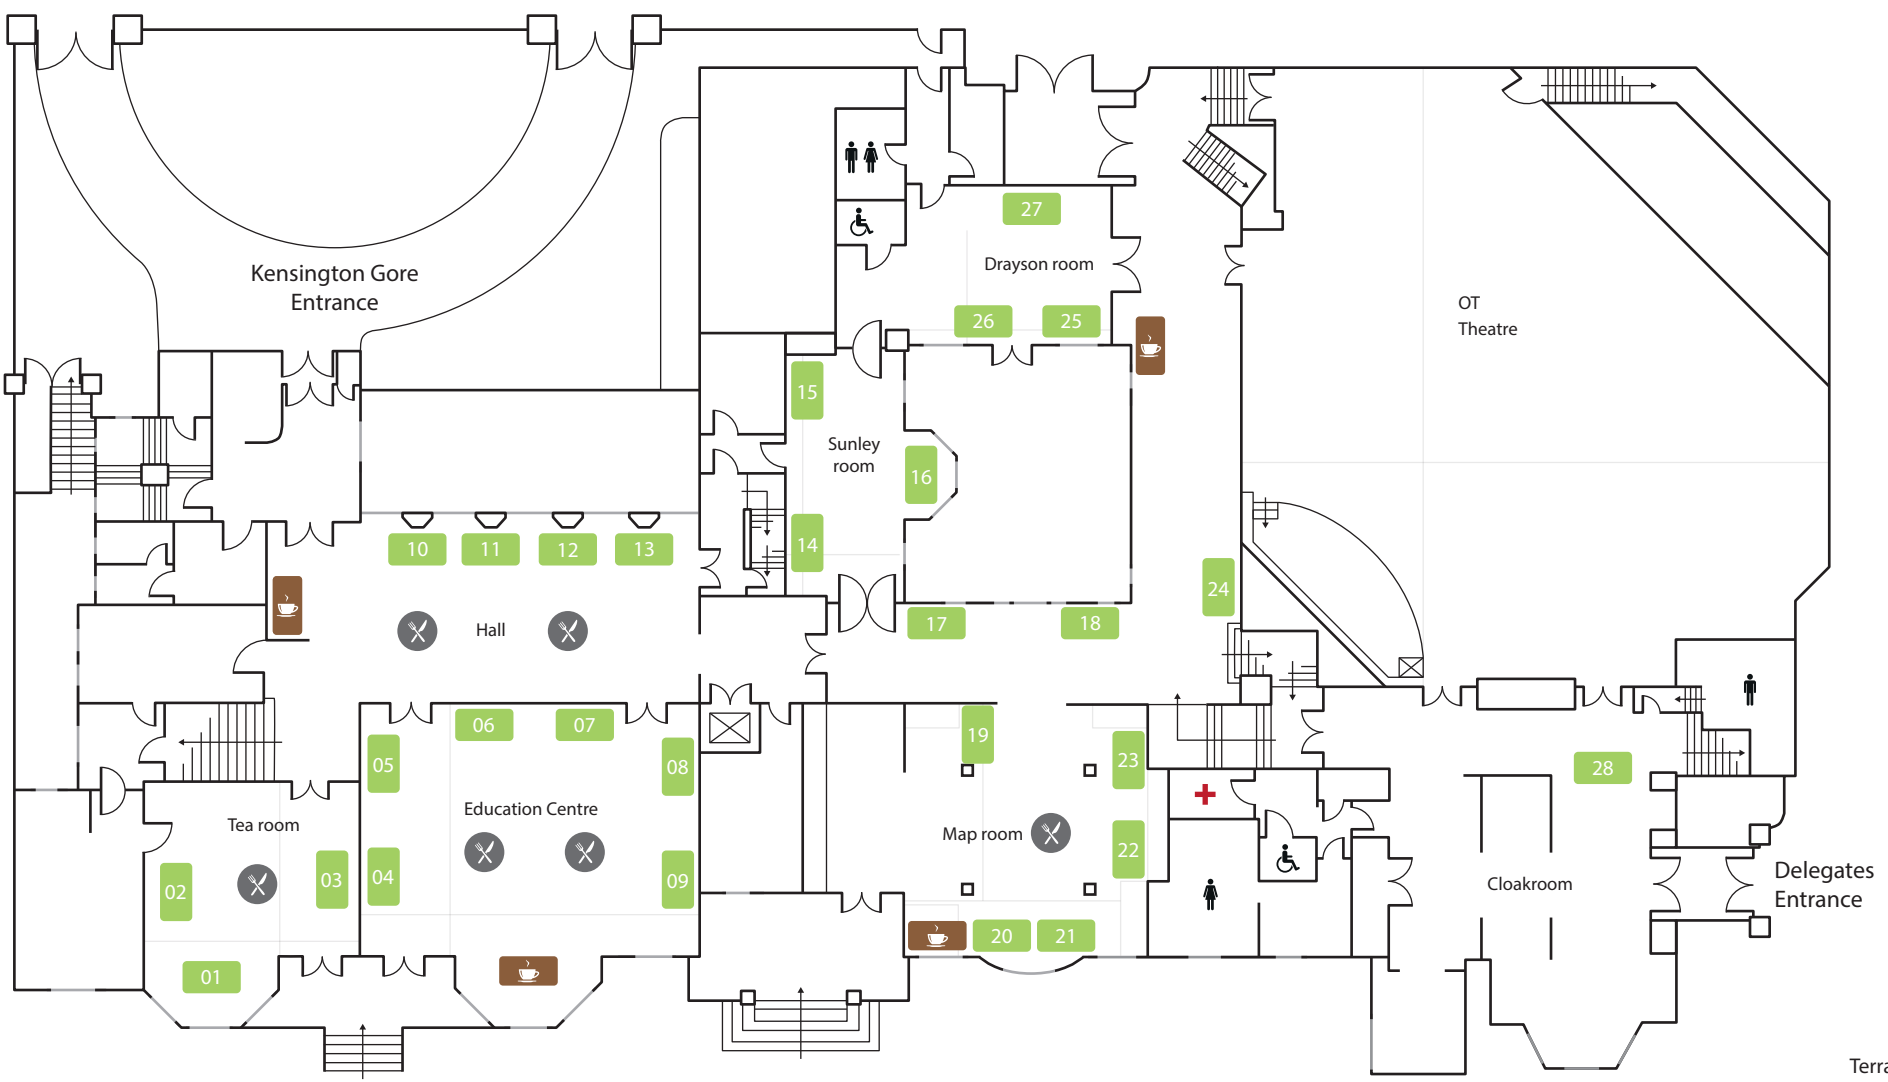 27
Kensington Gore
Entrance
Drayson room
OT
Theatre
26
25
15
Sunley
room
16
10
11
12
13
14
24
Hall
17
18
06
07
19
05
08
23
28
Education Centre
Tea room
Map room
22
02
03
04
09
Cloakroom
Delegates
Entrance
20
21
01
Terra